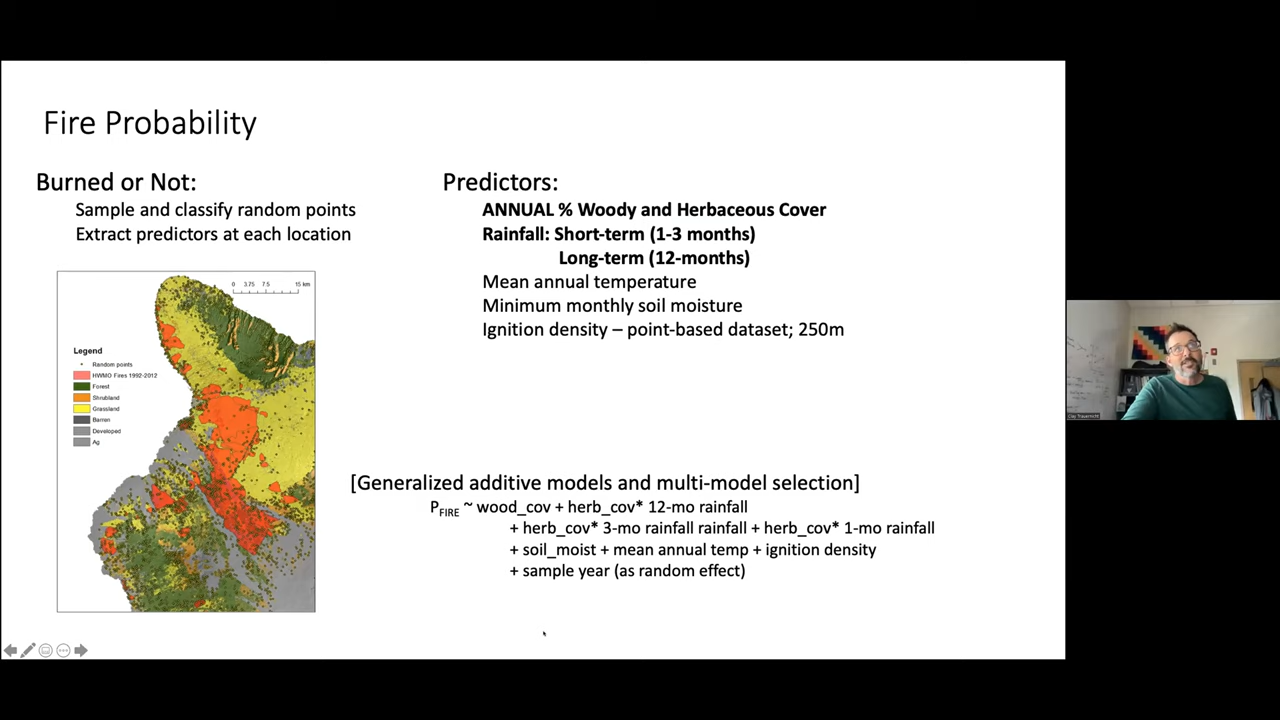 Fire Probability
Burned or Not:
Sample and classify random points
Extract predictors at each location
Predictors:
ANNUAL % Woody and Herbaceous Cover
Rainfall: Short-term (1-3 months)
Long-term (12-months)
Mean annual temperature
Minimum monthly soil moisture
Ignition density – point-based dataset; 250m
0 3.75 7.5 15 km
Legend
Random points
HWMO Fires 1992-2012
Forest
Shrubland
Grassland
Barren
Developed
Ag
[Generalized additive models and multi-model selection]
PFIRE ~ wood_cov + herb_cov* 12-mo rainfall
+ herb_cov* 3-mo rainfall rainfall + herb_cov* 1-mo rainfall
+ soil_moist + mean annual temp + ignition density
+ sample year (as random effect)
Clay Trauernicht